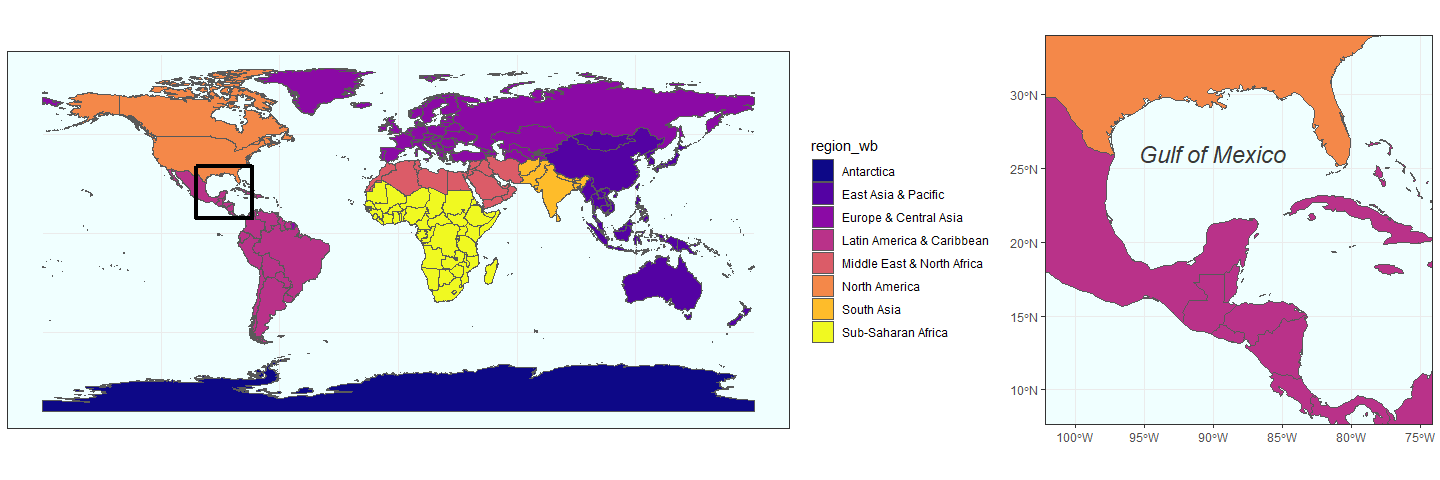 region_wb
Antarctica
East Asia & Pacific
Europe & Central Asia
Latin America & Caribbean
Middle East & North Africa
North America
South Asia
Sub-Saharan Africa
Gulf of Mexico
30°N
25°N
20°N
15°N
10°N
100°W
95°W
90°W
85°W
80°W
75°W